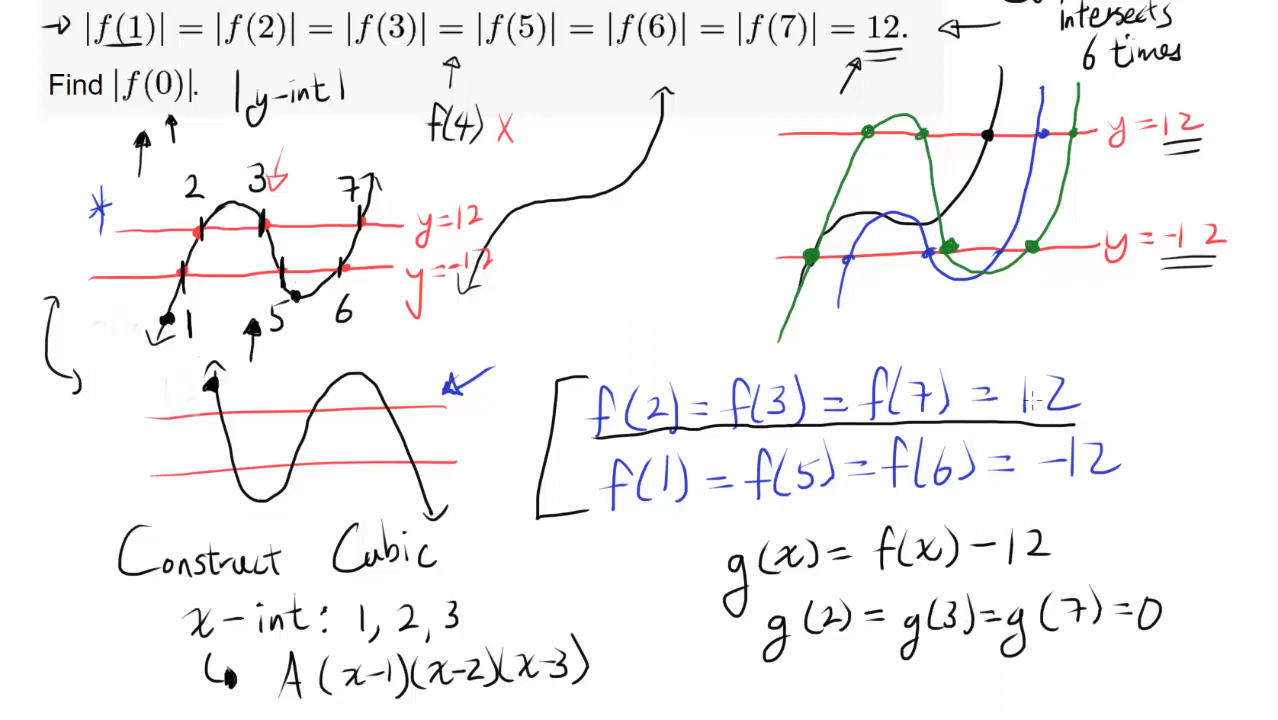 → |f(1)| = |f(2)| = |f(3)| = |f(5)| = |f(6)| = |f(7)| = 12.
intersects
6 times
Find |f(0)|.
|y-int|
f(4) X
y = 12
2
3
7
*
y=12
y=-12
y = -12
1
5
6
f(2) = f(3) = f(7) = 12
f(1) = f(5) = f(6) = -12
Construct Cubic
g(x) = f(x) - 12
x-int: 1, 2, 3
g(2) = g(3) = g(7) = 0
A(x-1)(x-2)(x-3)